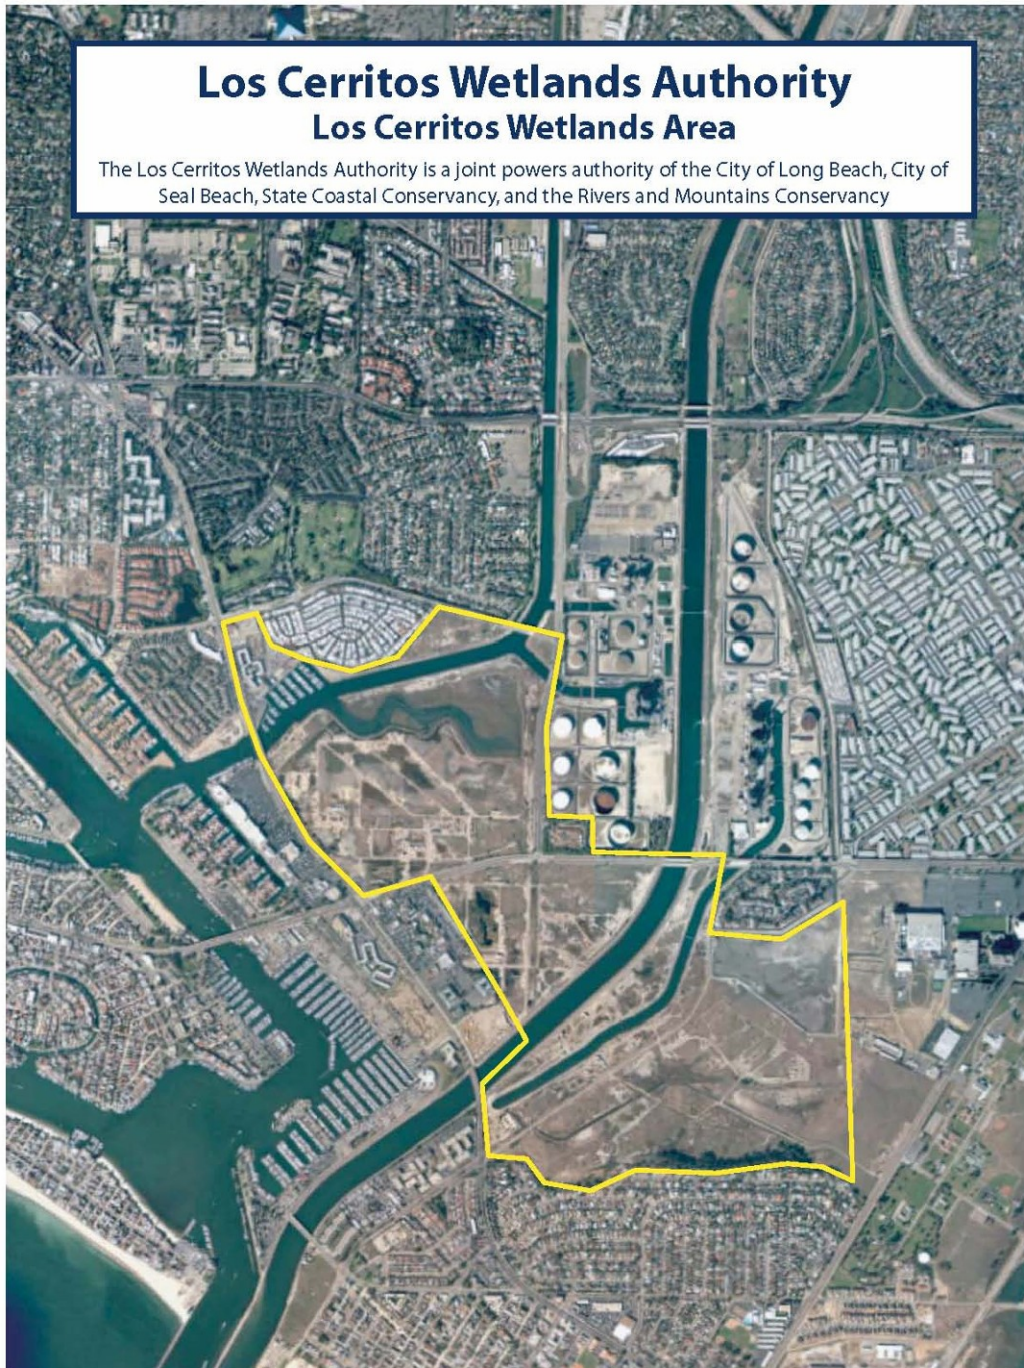 Los Cerritos Wetlands Authority
Los Cerritos Wetlands Area
The Los Cerritos Wetlands Authority is a joint powers authority of the City of Long Beach, City of
Seal Beach, State Coastal Conservancy, and the Rivers and Mountains Conservancy